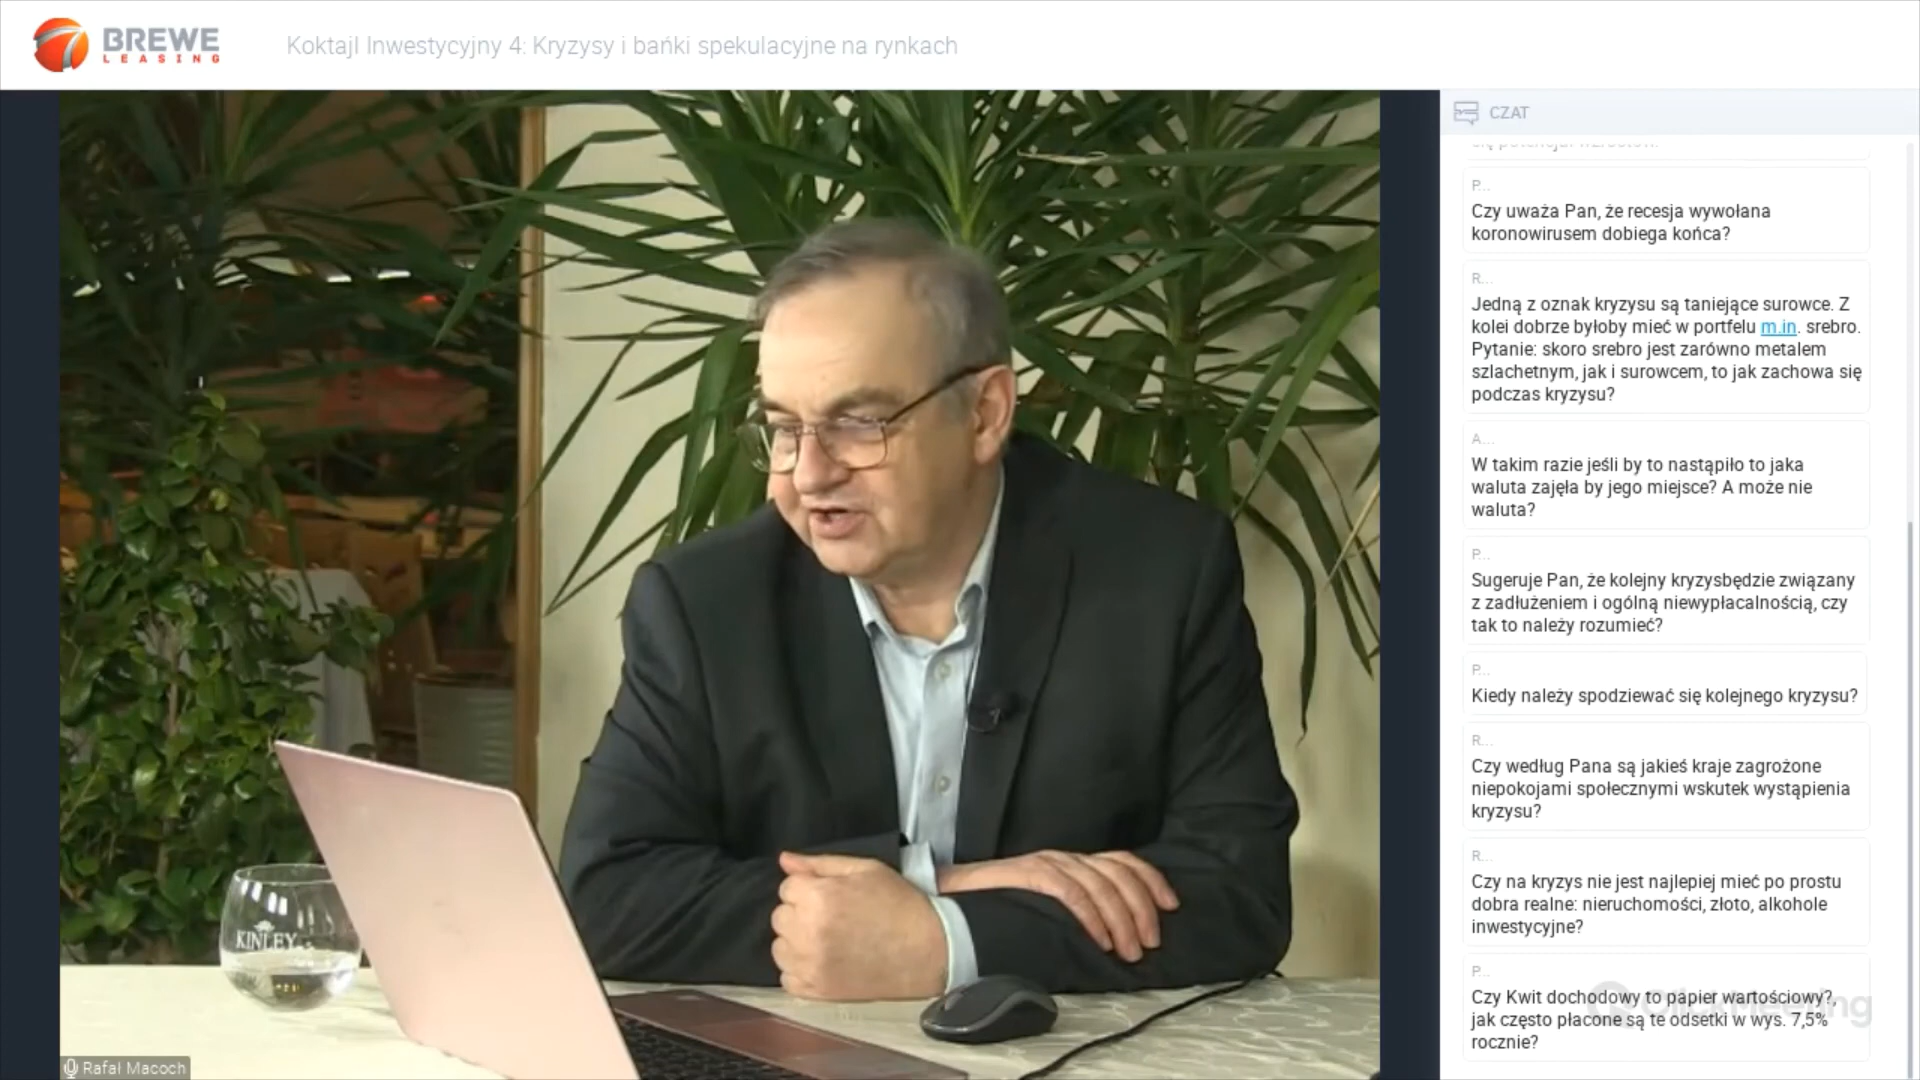 BREWE
LEASING
Koktajl Inwestycyjny 4: Kryzysy i bańki spekulacyjne na rynkach
CZAT
się potencjał wzrostów.
P...
Czy uważa Pan, że recesja wywołana
koronowirusem dobiega końca?
R...
Jedną z oznak kryzysu są taniejące surowce. Z
kolei dobrze byłoby mieć w portfelu m.in. srebro.
Pytanie: skoro srebro jest zarówno metalem
szlachetnym, jak i surowcem, to jak zachowa się
podczas kryzysu?
A...
W takim razie jeśli by to nastąpiło to jaka
waluta zajęła by jego miejsce? A może nie
waluta?
P...
Sugeruje Pan, że kolejny kryzysbędzie związany
z zadłużeniem i ogólną niewypłacalnością, czy
tak to należy rozumieć?
P...
Kiedy należy spodziewać się kolejnego kryzysu?
R...
Czy według Pana są jakieś kraje zagrożone
niepokojami społecznymi wskutek wystąpienia
kryzysu?
R...
Czy na kryzys nie jest najlepiej mieć po prostu
dobra realne: nieruchomości, złoto, alkohole
inwestycyjne?
P...
Czy Kwit dochodowy to papier wartościowy?,
jak często płacone są te odsetki w wys. 7,5%
rocznie?
ClickMeeting
KINLEY
Rafał Macoch